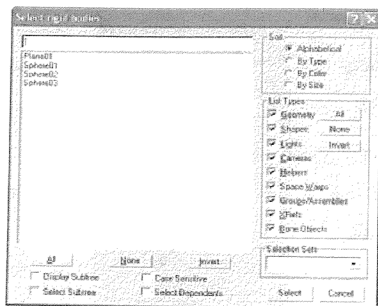 Select rigid bodies
Plane01
Sphere01
Sphere02
Sphere03
All
None
Invert
Display Subtree
Case Sensitive
Select Subtree
Select Dependents
Sort
Alphabetical
By Type
By Color
By Size
List Types
Geometry
All
Shapes
None
Lights
Invert
Cameras
Helpers
Space Warps
Groups/Assemblies
XRefs
Bone Objects
Selection Sets
Select
Cancel